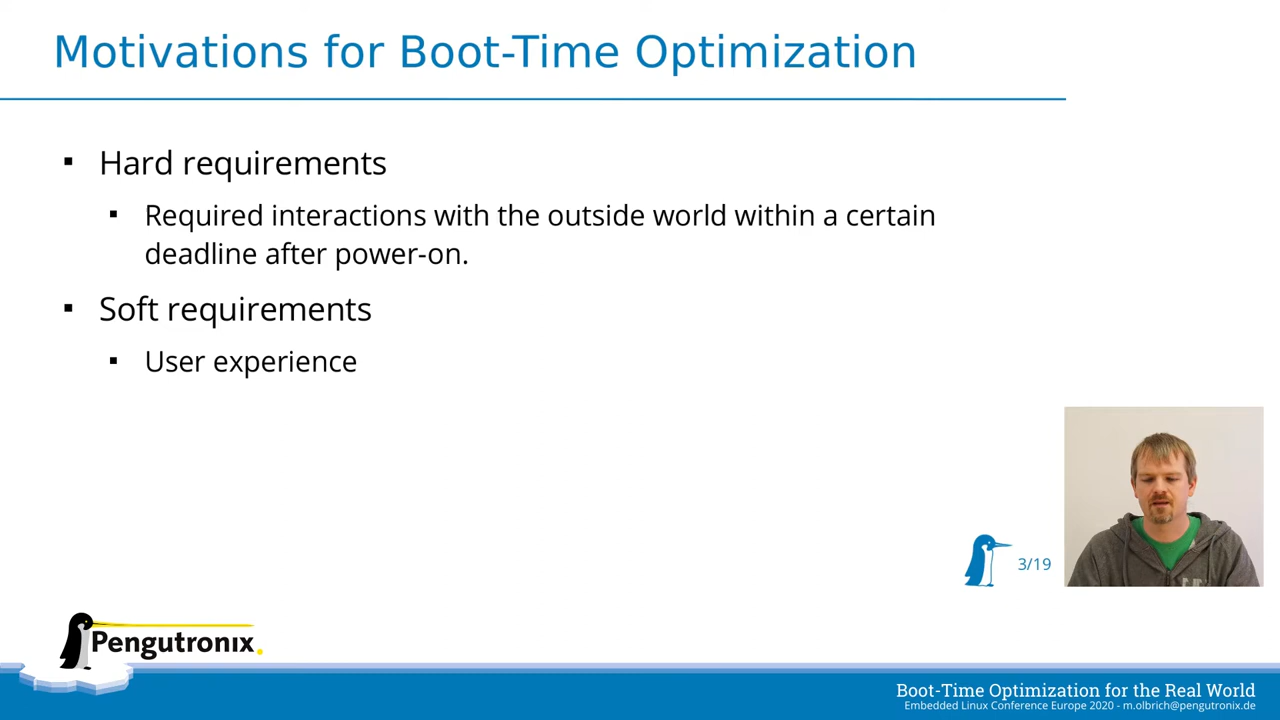 Motivations for Boot-Time Optimization
▪ Hard requirements
▪ Required interactions with the outside world within a certain
deadline after power-on.
▪ Soft requirements
▪ User experience
3/19
Pengutronix.
Boot-Time Optimization for the Real World
Embedded Linux Conference Europe 2020 - m.olbrich@pengutronix.de